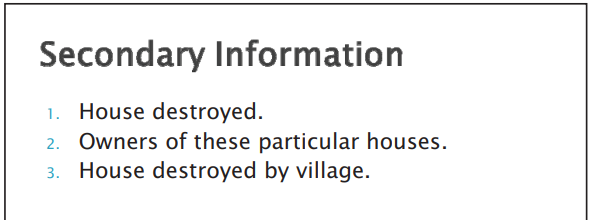 Secondary Information
1. House destroyed.
2. Owners of these particular houses.
3. House destroyed by village.